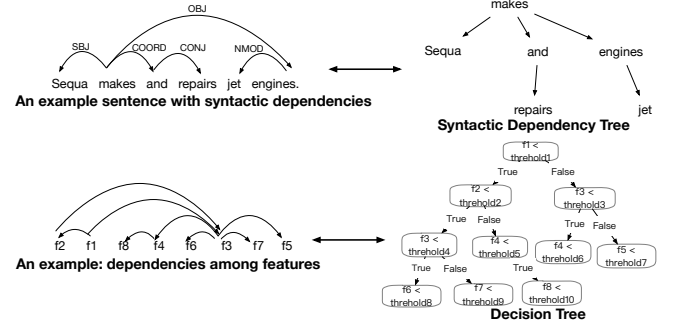 OBJ
makes
SBJ COORD CONJ NMOD
Sequa and engines
Sequa makes and repairs jet engines.
An example sentence with syntactic dependencies
repairs jet
Syntactic Dependency Tree
f1 <
threhold1
True False
f2 <
threhold2
f3 <
threhold3
True False
True False
f2 f1 f8 f4 f6 f3 f7 f5
An example: dependencies among features
f3 <
threhold4
f4 <
threhold5
f4 <
threhold6
f5 <
threhold7
True False True
f6 <
threhold8
f7 <
threhold9
f8 <
threhold10
Decision Tree